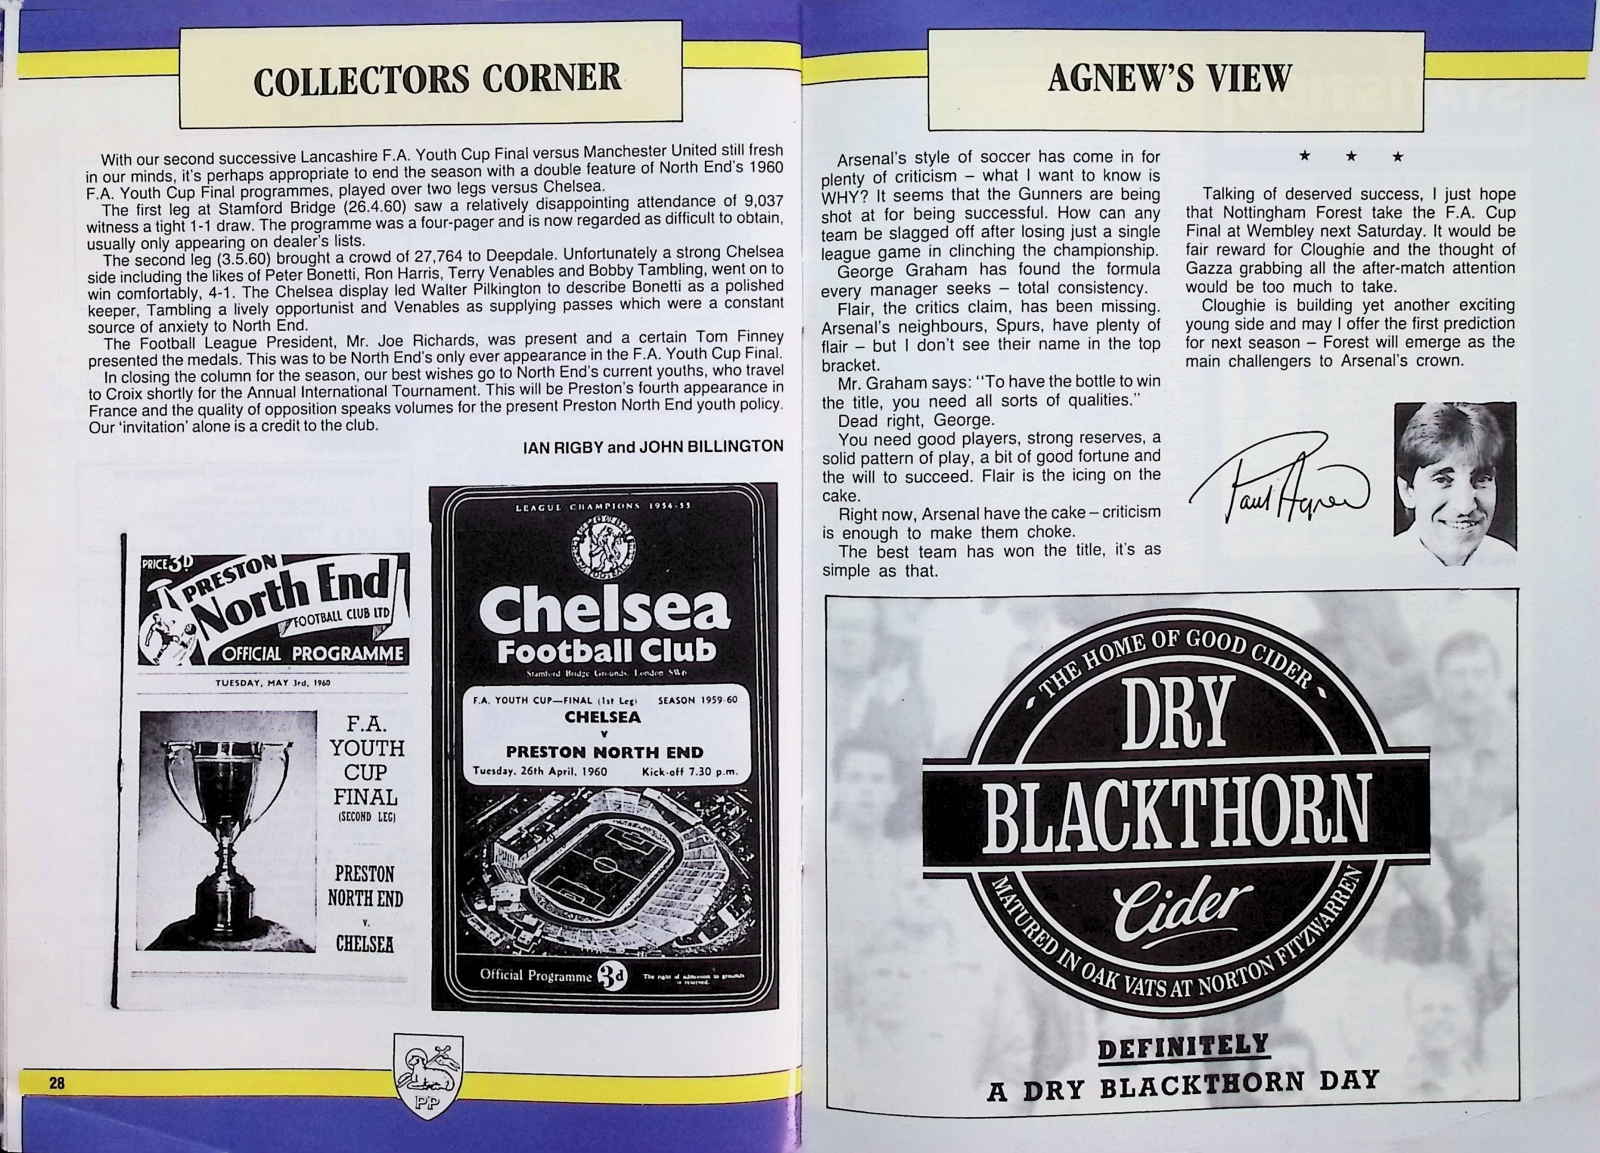 COLLECTORS CORNER
With our second successive Lancashire F.A. Youth Cup Final versus Manchester United still fresh
in our minds, it's perhaps appropriate to end the season with a double feature of North End's 1960
F.A. Youth Cup Final programmes, played over two legs versus Chelsea.
The first leg at Stamford Bridge (26.4.60) saw a relatively disappointing attendance of 9,037
witness a tight 1-1 draw. The programme was a four-pager and is now regarded as difficult to obtain,
usually only appearing on dealer's lists.
The second leg (3.5.60) brought a crowd of 27,764 to Deepdale. Unfortunately a strong Chelsea
side including the likes of Peter Bonetti, Ron Harris, Terry Venables and Bobby Tambling, went on to
win comfortably, 4-1. The Chelsea display led Walter Pilkington to describe Bonetti as a polished
keeper, Tambling a lively opportunist and Venables as supplying passes which were a constant
source of anxiety to North End.
The Football League President, Mr. Joe Richards, was present and a certain Tom Finney
presented the medals. This was to be North End's only ever appearance in the F.A. Youth Cup Final.
In closing the column for the season, our best wishes go to North End's current youths, who travel
to Croix shortly for the Annual International Tournament. This will be Preston's fourth appearance in
France and the quality of opposition speaks volumes for the present Preston North End youth policy.
Our 'invitation' alone is a credit to the club.
IAN RIGBY and JOHN BILLINGTON
PRICE 3D
PRESTON
North End
FOOTBALL CLUB LTD
OFFICIAL PROGRAMME
TUESDAY, MAY 3rd, 1960
F.A.
YOUTH
CUP
FINAL
(SECOND LEG)
PRESTON
NORTH END
v.
CHELSEA
LEAGUE CHAMPIONS 1954-55
Chelsea
Football Club
Stamford Bridge Grounds, London SW6
F.A. YOUTH CUP—FINAL (1st Leg) SEASON 1959-60
CHELSEA
v
PRESTON NORTH END
Tuesday, 26th April, 1960 Kick-off 7.30 p.m.
Official Programme 3d
The right of admission to grounds
is reserved.
28
PP
AGNEW'S VIEW
Arsenal's style of soccer has come in for
plenty of criticism – what I want to know is
WHY? It seems that the Gunners are being
shot at for being successful. How can any
team be slagged off after losing just a single
league game in clinching the championship.
George Graham has found the formula
every manager seeks – total consistency.
Flair, the critics claim, has been missing.
Arsenal's neighbours, Spurs, have plenty of
flair – but I don't see their name in the top
bracket.
Mr. Graham says: "To have the bottle to win
the title, you need all sorts of qualities."
Dead right, George.
You need good players, strong reserves, a
solid pattern of play, a bit of good fortune and
the will to succeed. Flair is the icing on the
cake.
Right now, Arsenal have the cake – criticism
is enough to make them choke.
The best team has won the title, it's as
simple as that.
★ ★ ★
Talking of deserved success, I just hope
that Nottingham Forest take the F.A. Cup
Final at Wembley next Saturday. It would be
fair reward for Cloughie and the thought of
Gazza grabbing all the after-match attention
would be too much to take.
Cloughie is building yet another exciting
young side and may I offer the first prediction
for next season – Forest will emerge as the
main challengers to Arsenal's crown.
Paul Agnew
THE HOME OF GOOD CIDER
DRY
BLACKTHORN
Cider
MATURED IN OAK VATS AT NORTON FITZWARREN
DEFINITELY
A DRY BLACKTHORN DAY